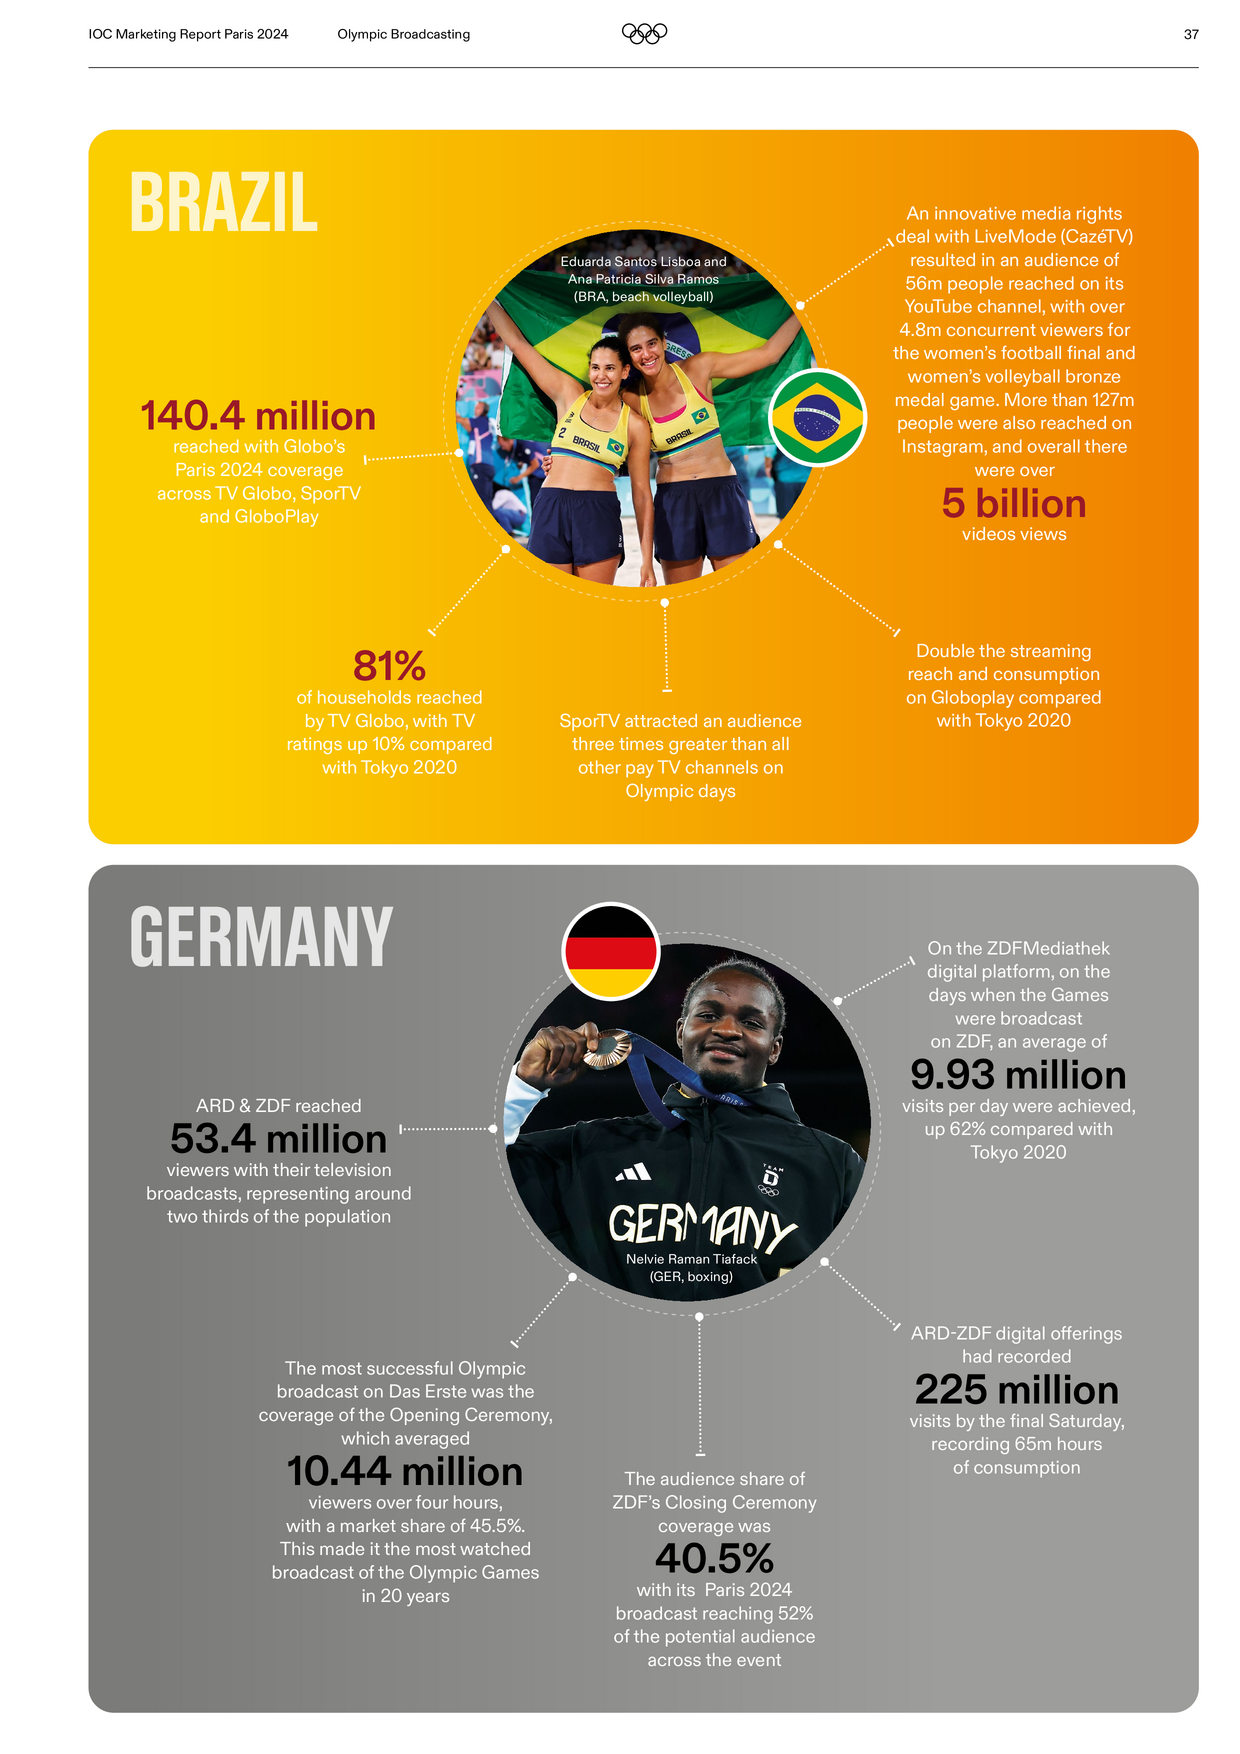 IOC Marketing Report Paris 2024
Olympic Broadcasting
37
BRAZIL
Eduarda Santos Lisboa and
Ana Patricia Silva Ramos
(BRA, beach volleyball)
An innovative media rights
deal with LiveMode (CazéTV)
resulted in an audience of
56m people reached on its
YouTube channel, with over
4.8m concurrent viewers for
the women's football final and
women's volleyball bronze
medal game. More than 127m
people were also reached on
Instagram, and overall there
were over
5 billion
videos views
140.4 million
reached with Globo's
Paris 2024 coverage
across TV Globo, SporTV
and GloboPlay
2
BRASIL
BRASIL
81%
of households reached
by TV Globo, with TV
ratings up 10% compared
with Tokyo 2020
SporTV attracted an audience
three times greater than all
other pay TV channels on
Olympic days
Double the streaming
reach and consumption
on Globoplay compared
with Tokyo 2020
GERMANY
On the ZDFMediathek
digital platform, on the
days when the Games
were broadcast
on ZDF, an average of
9.93 million
visits per day were achieved,
up 62% compared with
Tokyo 2020
ARD & ZDF reached
53.4 million
viewers with their television
broadcasts, representing around
two thirds of the population
TEAM
D
GERMANY
Nelvie Raman Tiafack
(GER, boxing)
ARD-ZDF digital offerings
had recorded
225 million
visits by the final Saturday,
recording 65m hours
of consumption
The most successful Olympic
broadcast on Das Erste was the
coverage of the Opening Ceremony,
which averaged
10.44 million
viewers over four hours,
with a market share of 45.5%.
This made it the most watched
broadcast of the Olympic Games
in 20 years
The audience share of
ZDF's Closing Ceremony
coverage was
40.5%
with its Paris 2024
broadcast reaching 52%
of the potential audience
across the event